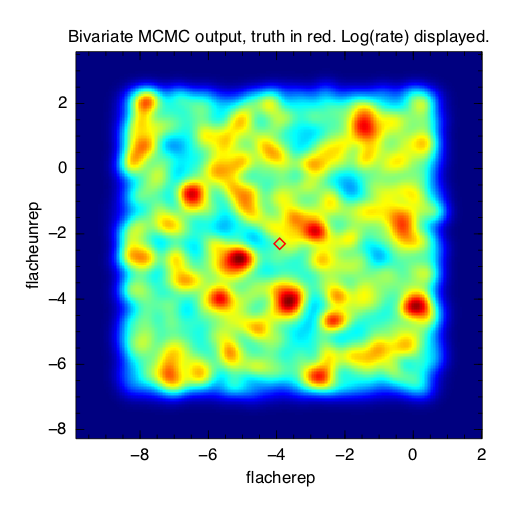 Bivariate MCMC output, truth in red. Log(rate) displayed.
2
0
−2
−4
−6
−8
flacheunrep
−8 −6 −4 −2 0 2
flacherep